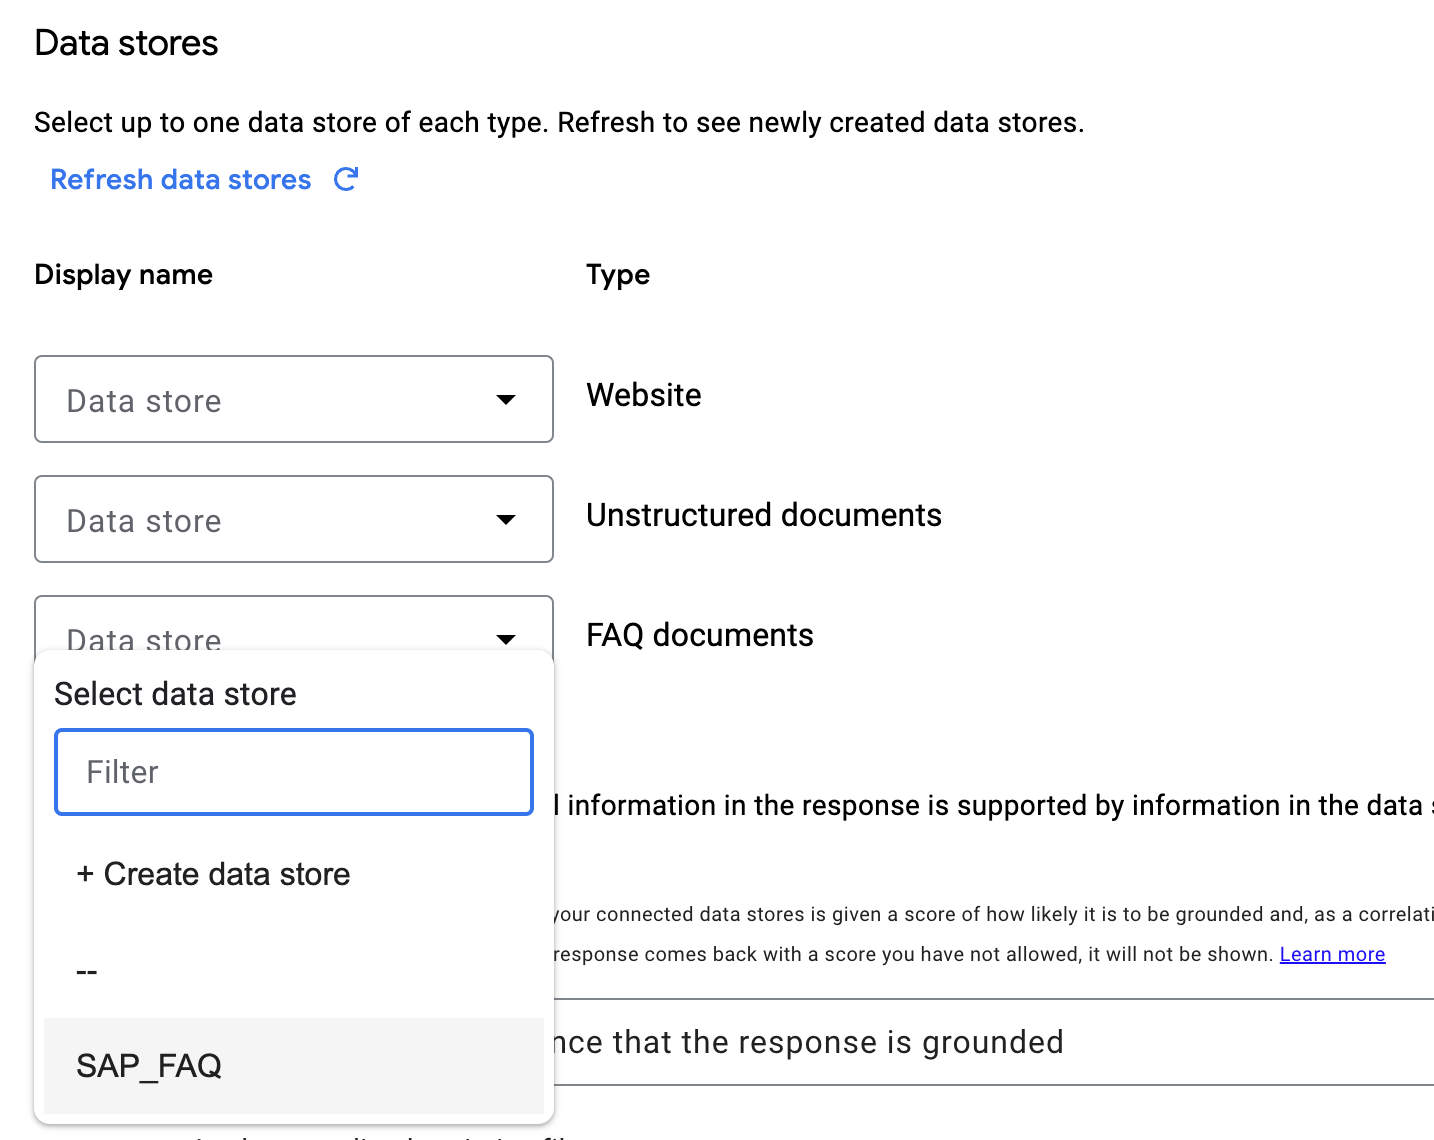 Data stores
Select up to one data store of each type. Refresh to see newly created data stores.
Refresh data stores
Display name
Type
Data store
Website
Data store
Unstructured documents
Data store
FAQ documents
Select data store
Filter
information in the response is supported by information in the data
+ Create data store
your connected data stores is given a score of how likely it is to be grounded and, as a
response comes back with a score you have not allowed, it will not be shown. Learn more
--
that the response is grounded
SAP_FAQ